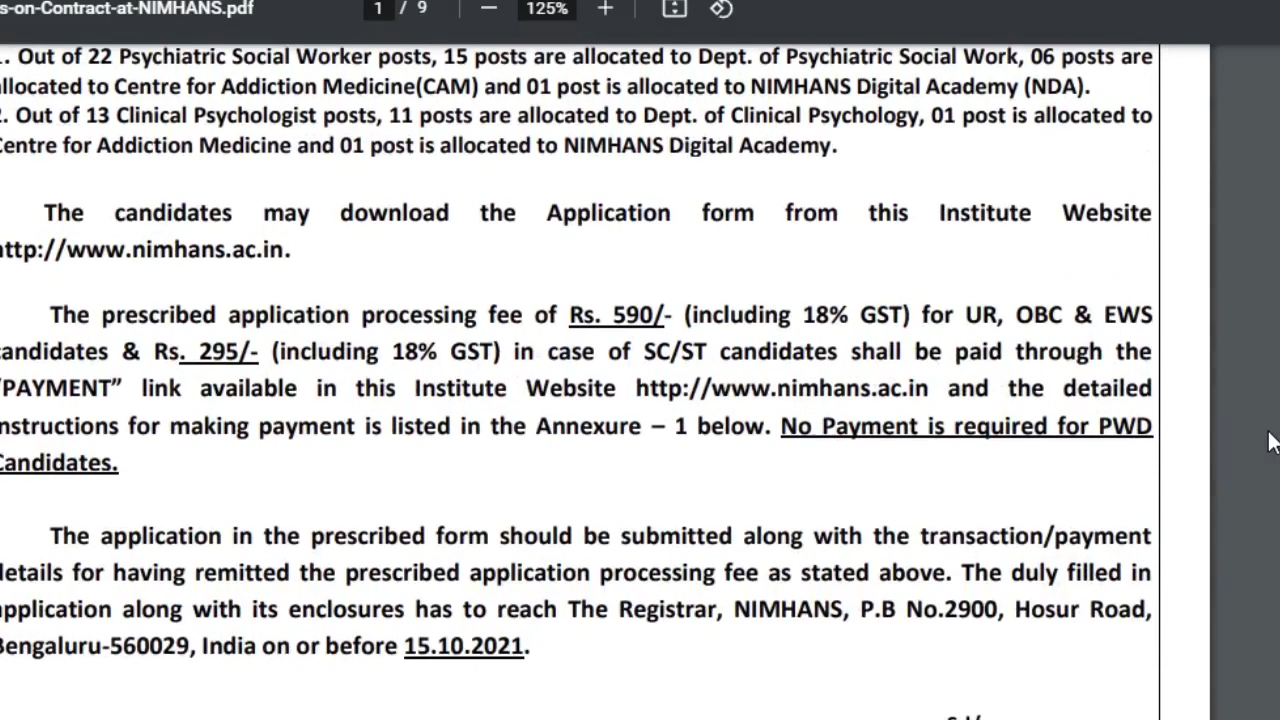 s-on-Contract-at-NIMHANS.pdf 1 / 9 — 125% +
. Out of 22 Psychiatric Social Worker posts, 15 posts are allocated to Dept. of Psychiatric Social Work, 06 posts are
llocated to Centre for Addiction Medicine(CAM) and 01 post is allocated to NIMHANS Digital Academy (NDA).
. Out of 13 Clinical Psychologist posts, 11 posts are allocated to Dept. of Clinical Psychology, 01 post is allocated to
Centre for Addiction Medicine and 01 post is allocated to NIMHANS Digital Academy.
The candidates may download the Application form from this Institute Website
ttp://www.nimhans.ac.in.
The prescribed application processing fee of Rs. 590/- (including 18% GST) for UR, OBC & EWS
candidates & Rs. 295/- (including 18% GST) in case of SC/ST candidates shall be paid through the
"PAYMENT” link available in this Institute Website http://www.nimhans.ac.in and the detailed
nstructions for making payment is listed in the Annexure – 1 below. No Payment is required for PWD
Candidates.
The application in the prescribed form should be submitted along with the transaction/payment
details for having remitted the prescribed application processing fee as stated above. The duly filled in
application along with its enclosures has to reach The Registrar, NIMHANS, P.B No.2900, Hosur Road,
Bengaluru-560029, India on or before 15.10.2021.